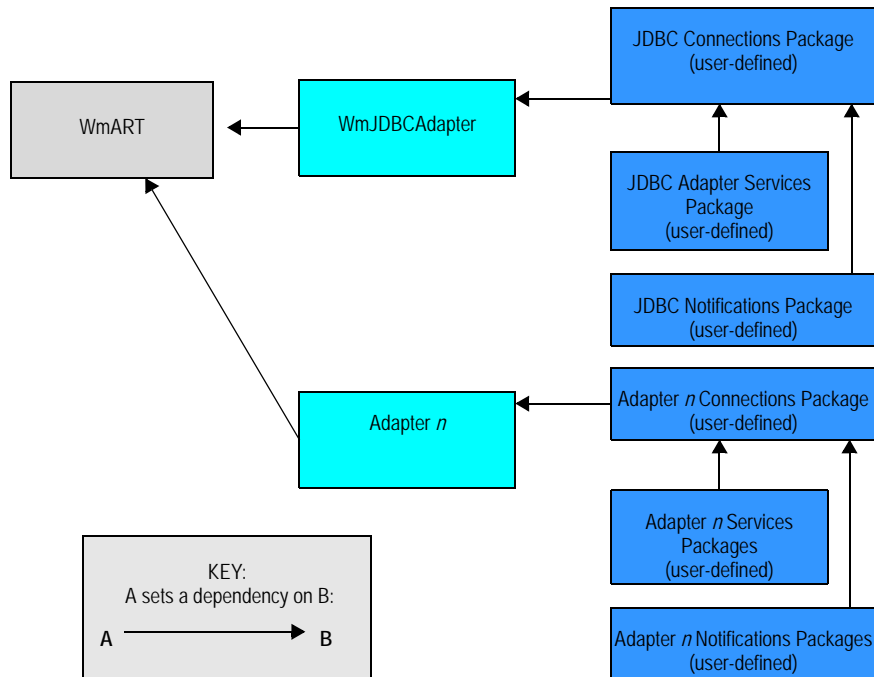 JDBC Connections Package
(user-defined)
WmART
WmJDBCAdapter
JDBC Adapter Services
Package
(user-defined)
JDBC Notifications Package
(user-defined)
Adapter n
Adapter n Connections Package
(user-defined)
Adapter n Services
Packages
(user-defined)
KEY:
A sets a dependency on B:
A B
Adapter n Notifications Packages
(user-defined)